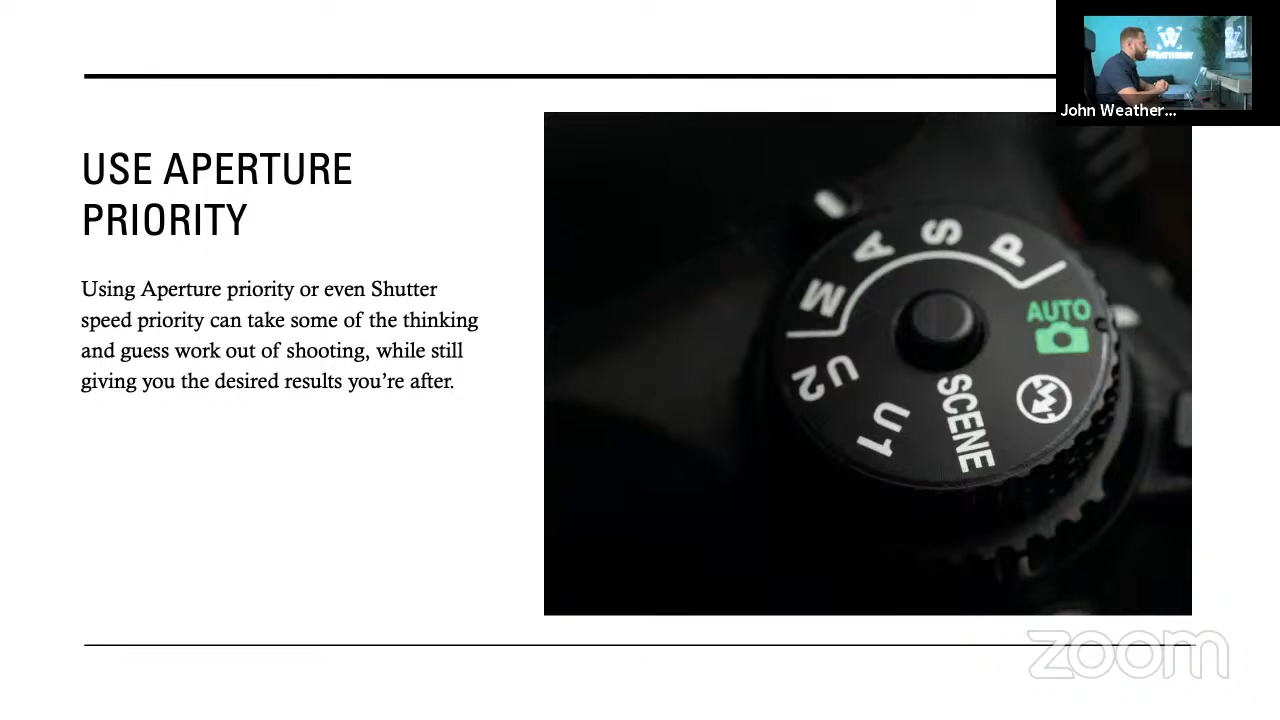 John Weather...
USE APERTURE
PRIORITY
Using Aperture priority or even Shutter
speed priority can take some of the thinking
and guess work out of shooting, while still
giving you the desired results you’re after.
P
S
A
M
U2
U1
SCENE
AUTO
zoom